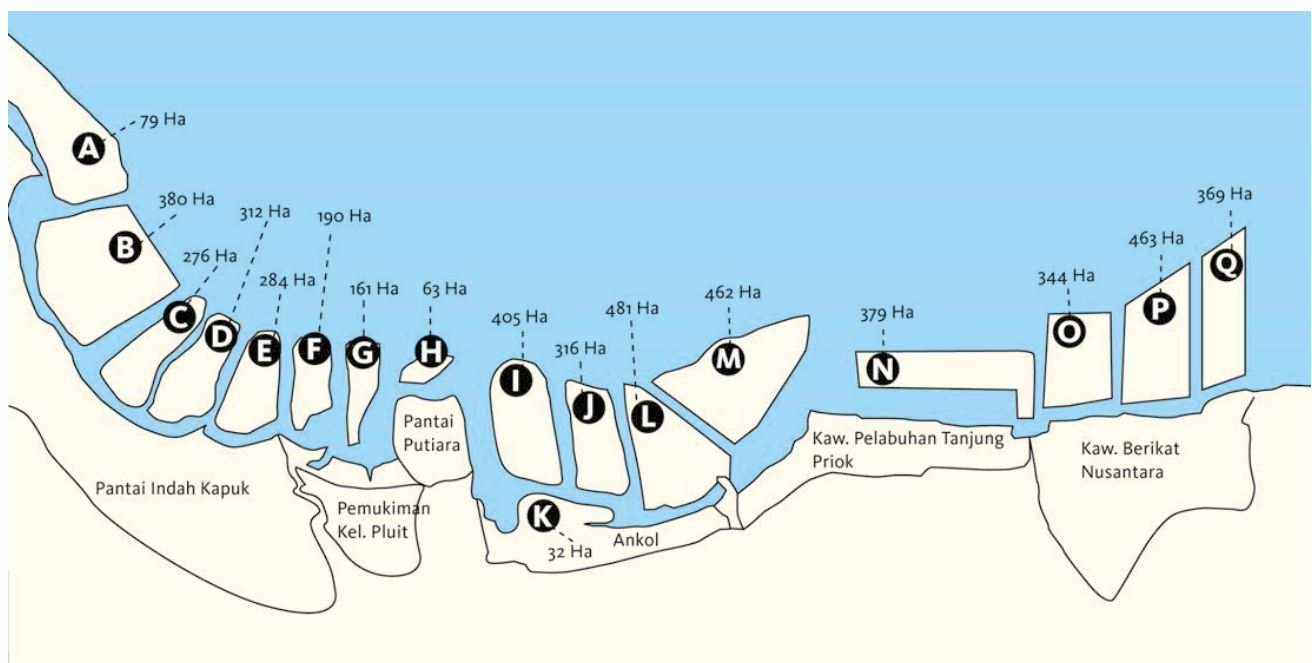 A
79 Ha
B
380 Ha
C
276 Ha
D
312 Ha
E
284 Ha
F
190 Ha
G
161 Ha
H
63 Ha
I
405 Ha
J
316 Ha
K
32 Ha
L
481 Ha
M
462 Ha
N
379 Ha
O
344 Ha
P
463 Ha
Q
369 Ha
Pantai Indah Kapuk
Pemukiman
Kel. Pluit
Pantai
Putiara
Ankol
Kaw. Pelabuhan Tanjung
Priok
Kaw. Berikat
Nusantara